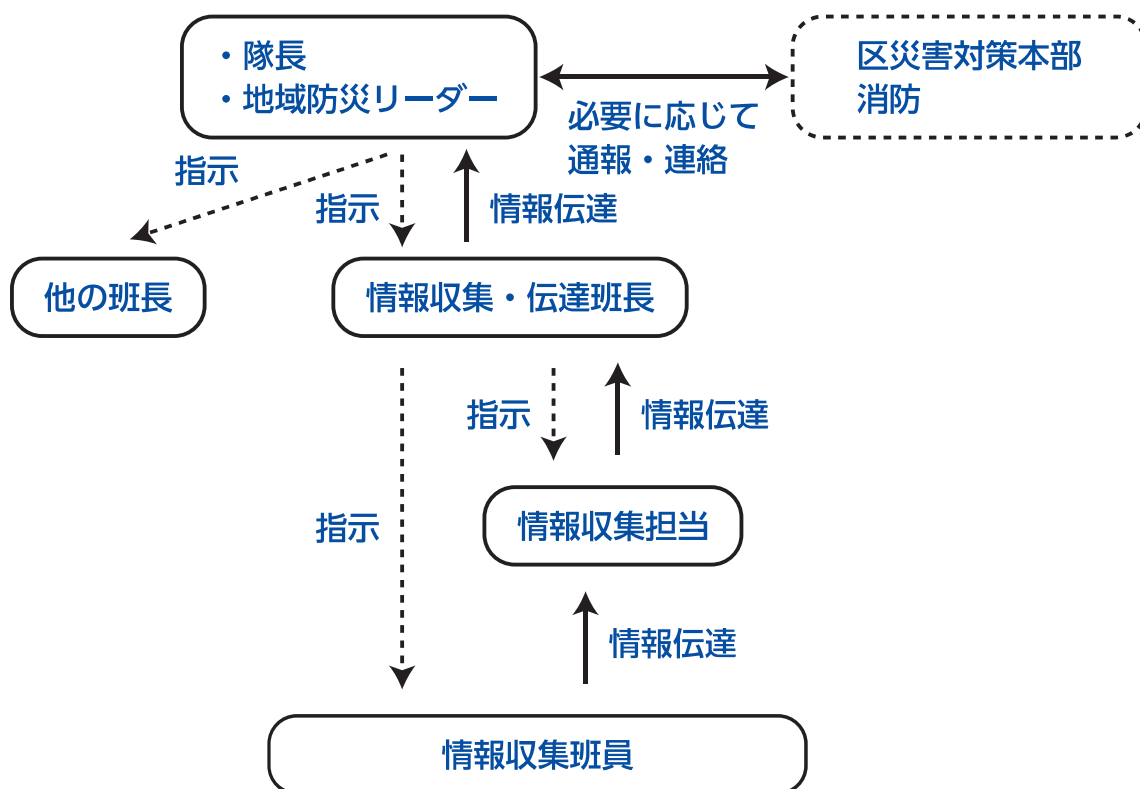 ・隊長
・地域防災リーダー
区災害対策本部
消防
必要に応じて
通報・連絡
指示
指示
情報伝達
他の班長
情報収集・伝達班長
指示
情報伝達
指示
情報収集担当
情報伝達
情報収集班員